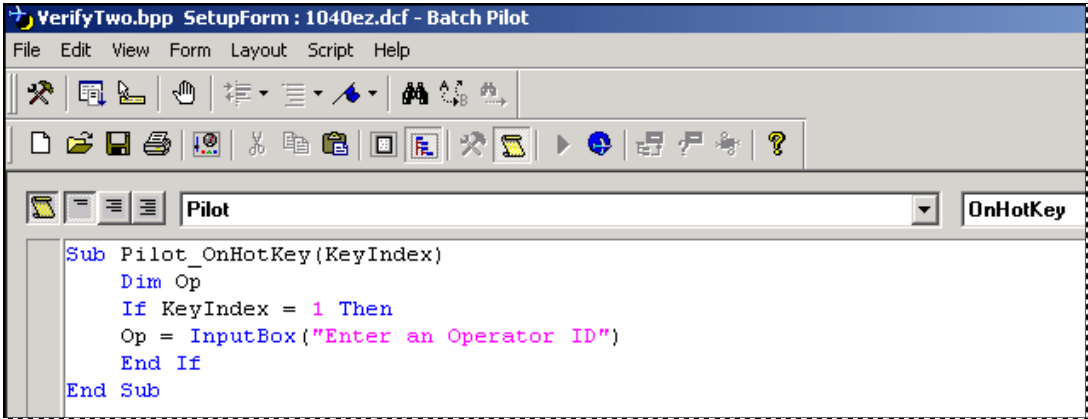 VerifyTwo.bpp SetupForm : 1040ez.dcf - Batch Pilot
File Edit View Form Layout Script Help
Pilot OnHotKey
Sub Pilot_OnHotKey(KeyIndex)
Dim Op
If KeyIndex = 1 Then
Op = InputBox("Enter an Operator ID")
End If
End Sub